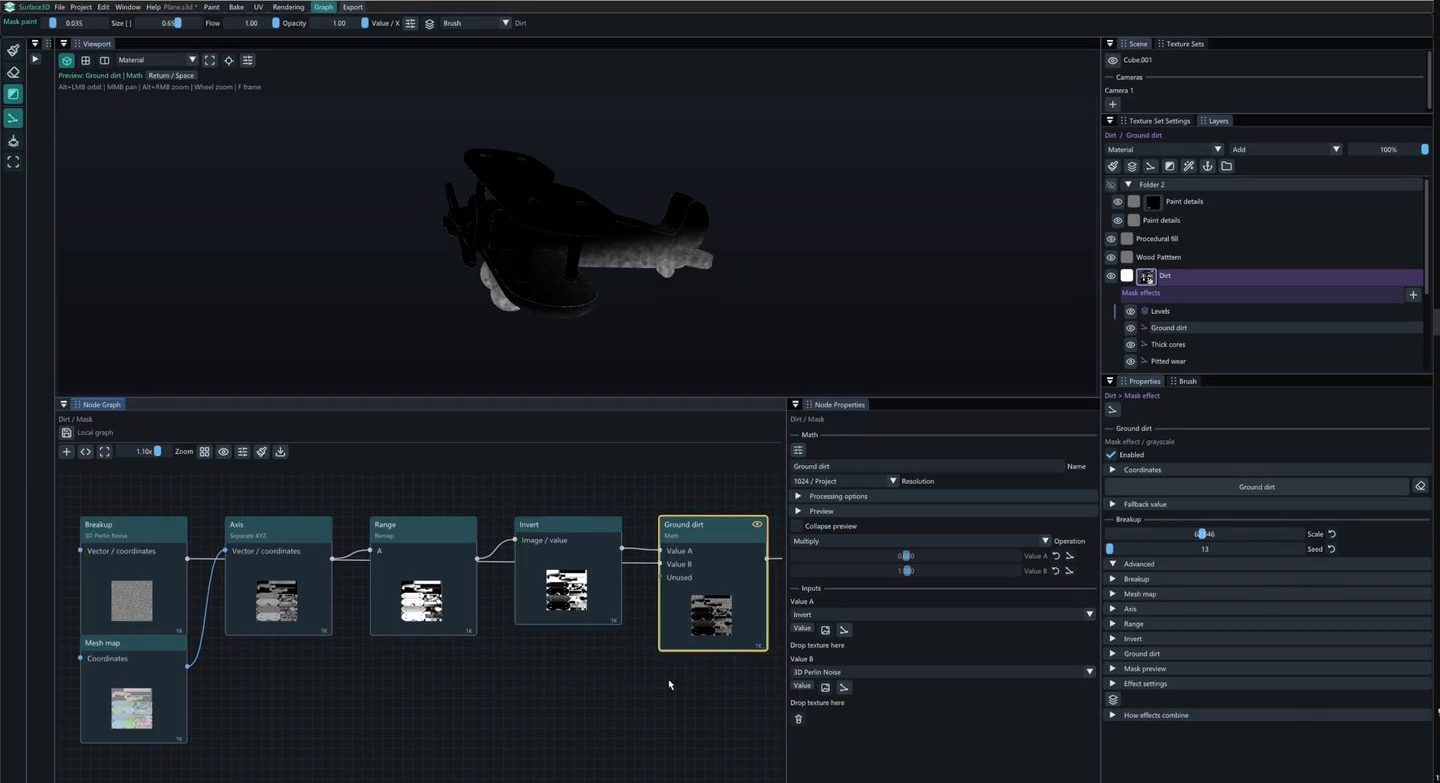 Surface3D File Project Edit Window Help Plane.s3d * Paint Bake UV Rendering Graph Export
Mask paint 0.035 Size [ ] 0.65 Flow 1.00 Opacity 1.00 Value / X Brush Dirt
Viewport
Material
Preview: Ground dirt | Math Return / Space
Alt+LMB orbit | MMB pan | Alt+RMB zoom | Wheel zoom | F frame
Scene Texture Sets
Cube.001
Cameras
Camera 1
Texture Set Settings Layers
Dirt / Ground dirt
Material Add 100%
Folder 2
Paint details
Paint details
Procedural fill
Wood Patttern
Dirt
Mask effects
Levels
Ground dirt
Thick cores
Pitted wear
Node Graph
Dirt / Mask
Local graph
1.10x Zoom
Breakup
3D Perlin Noise
Vector / coordinates
1K
Mesh map
Coordinates
1K
Axis
Separate XYZ
Vector / coordinates
1K
Range
Remap
A
1K
Invert
Image / value
1K
Ground dirt
Math
Value A
Value B
Unused
1K
Node Properties
Dirt / Mask
Math
Ground dirt Name
1024 / Project Resolution
Processing options
Preview
Collapse preview
Multiply Operation
Value A
Value B
Inputs
Value A
Invert
Value
Drop texture here
Value B
3D Perlin Noise
Value
Drop texture here
Properties Brush
Dirt > Mask effect
Ground dirt
Mask effect / grayscale
Enabled
Coordinates
Ground dirt
Fallback value
Breakup
Scale
13 Seed
Advanced
Breakup
Mesh map
Axis
Range
Invert
Ground dirt
Mask preview
Effect settings
How effects combine